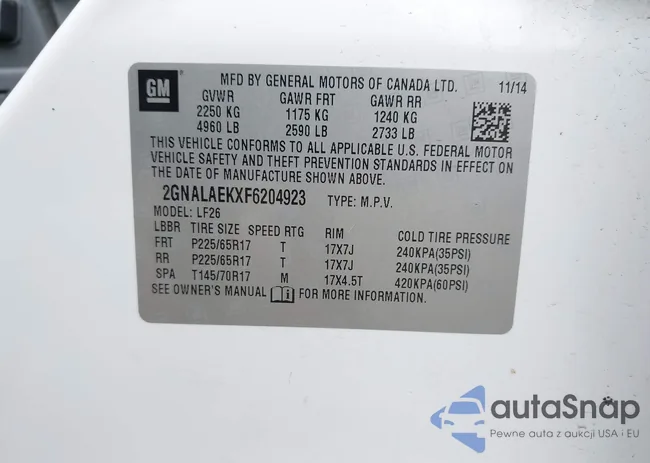 GM
MFD BY GENERAL MOTORS OF CANADA LTD. 11/14
GVWR GAWR FRT GAWR RR
2250 KG 1175 KG 1240 KG
4960 LB 2590 LB 2733 LB
THIS VEHICLE CONFORMS TO ALL APPLICABLE U.S. FEDERAL MOTOR
VEHICLE SAFETY AND THEFT PREVENTION STANDARDS IN EFFECT ON
THE DATE OF MANUFACTURE SHOWN ABOVE.
2GNALAEKXF6204923 TYPE: M.P.V.
MODEL: LF26
LBBR TIRE SIZE SPEED RTG RIM COLD TIRE PRESSURE
FRT P225/65R17 T 17X7J 240KPA(35PSI)
RR P225/65R17 T 17X7J 240KPA(35PSI)
SPA T145/70R17 M 17X4.5T 420KPA(60PSI)
SEE OWNER'S MANUAL FOR MORE INFORMATION.
autaSnap
Pewne auta z aukcji USA i EU